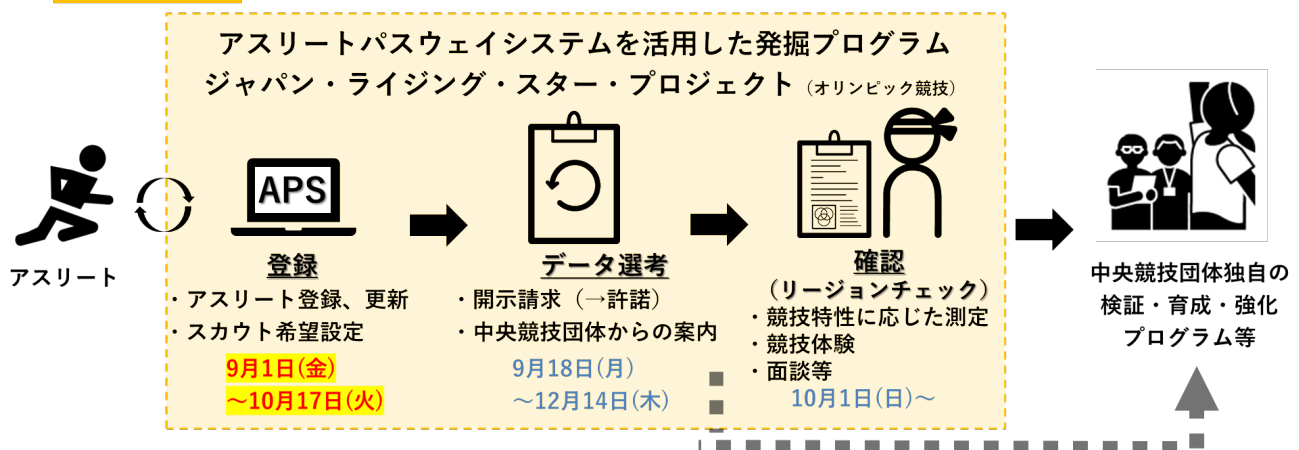 アスリートパスウェイシステムを活用した発掘プログラム
ジャパン・ライジング・スター・プロジェクト（オリンピック競技）
アスリート
APS
登録
・アスリート登録、更新
・スカウト希望設定
9月1日(金)
～10月17日(火)
データ選考
・開示請求（→許諾）
・中央競技団体からの案内
9月18日(月)
～12月14日(木)
確認
（リージョンチェック）
・競技特性に応じた測定
・競技体験
・面談等
10月1日(日)～
中央競技団体独自の
検証・育成・強化
プログラム等